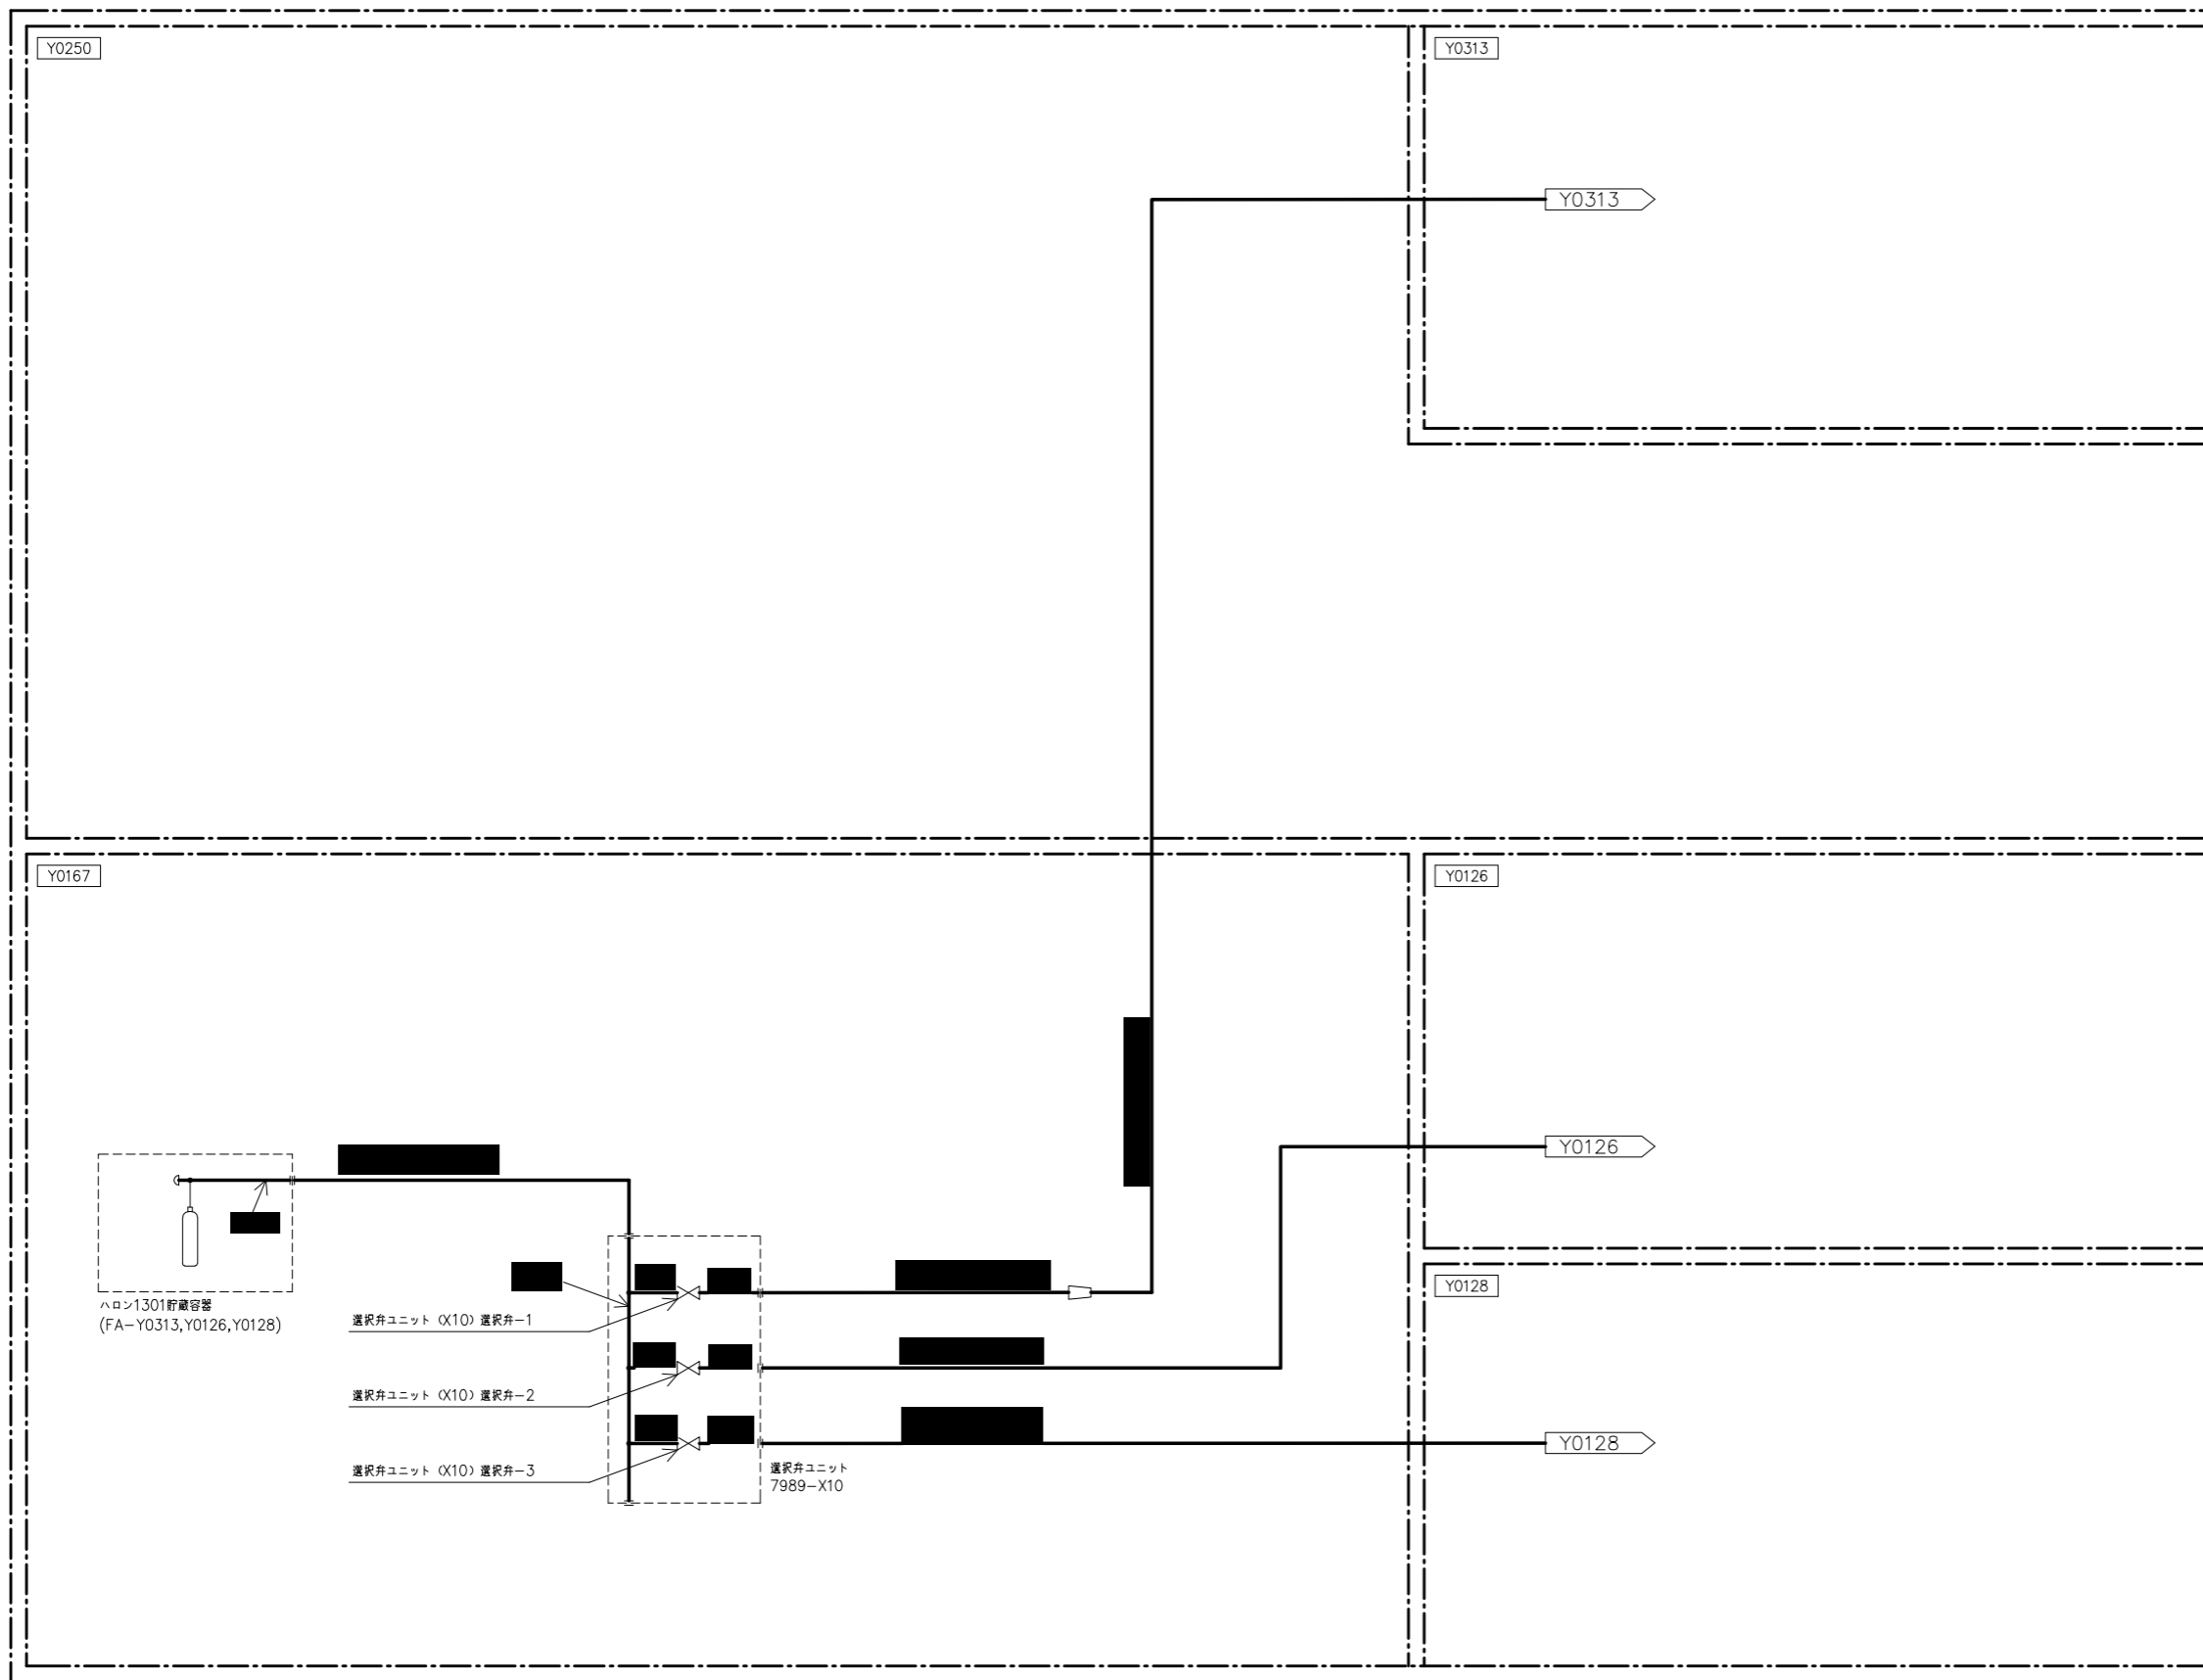 Y0250
Y0313
Y0313
Y0167
Y0126
Y0126
ハロン1301貯蔵容器
(FA-Y0313,Y0126,Y0128)
選択弁ユニット（X10）選択弁-1
選択弁ユニット（X10）選択弁-2
選択弁ユニット（X10）選択弁-3
選択弁ユニット
7989-X10
Y0128
Y0128